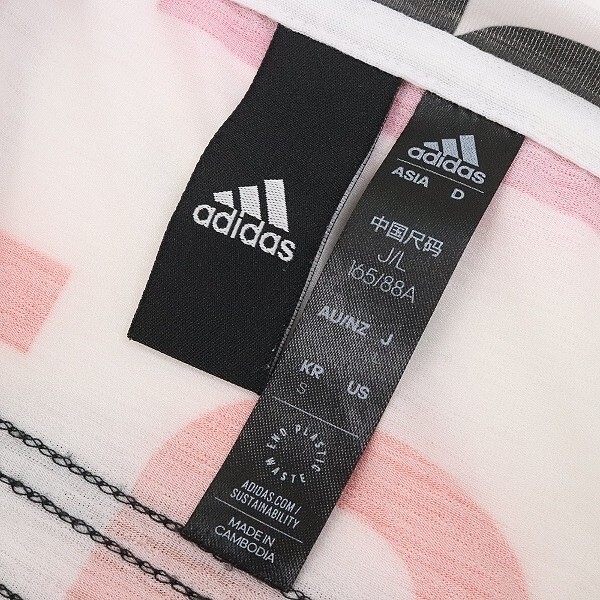 adidas
adidas
ASIA D
中国尺码
J/L
165/88A
AU/NZ J
L
KR US
S
END PLASTIC WASTE
ADIDAS.COM/
SUSTAINABILITY
MADE IN
CAMBODIA